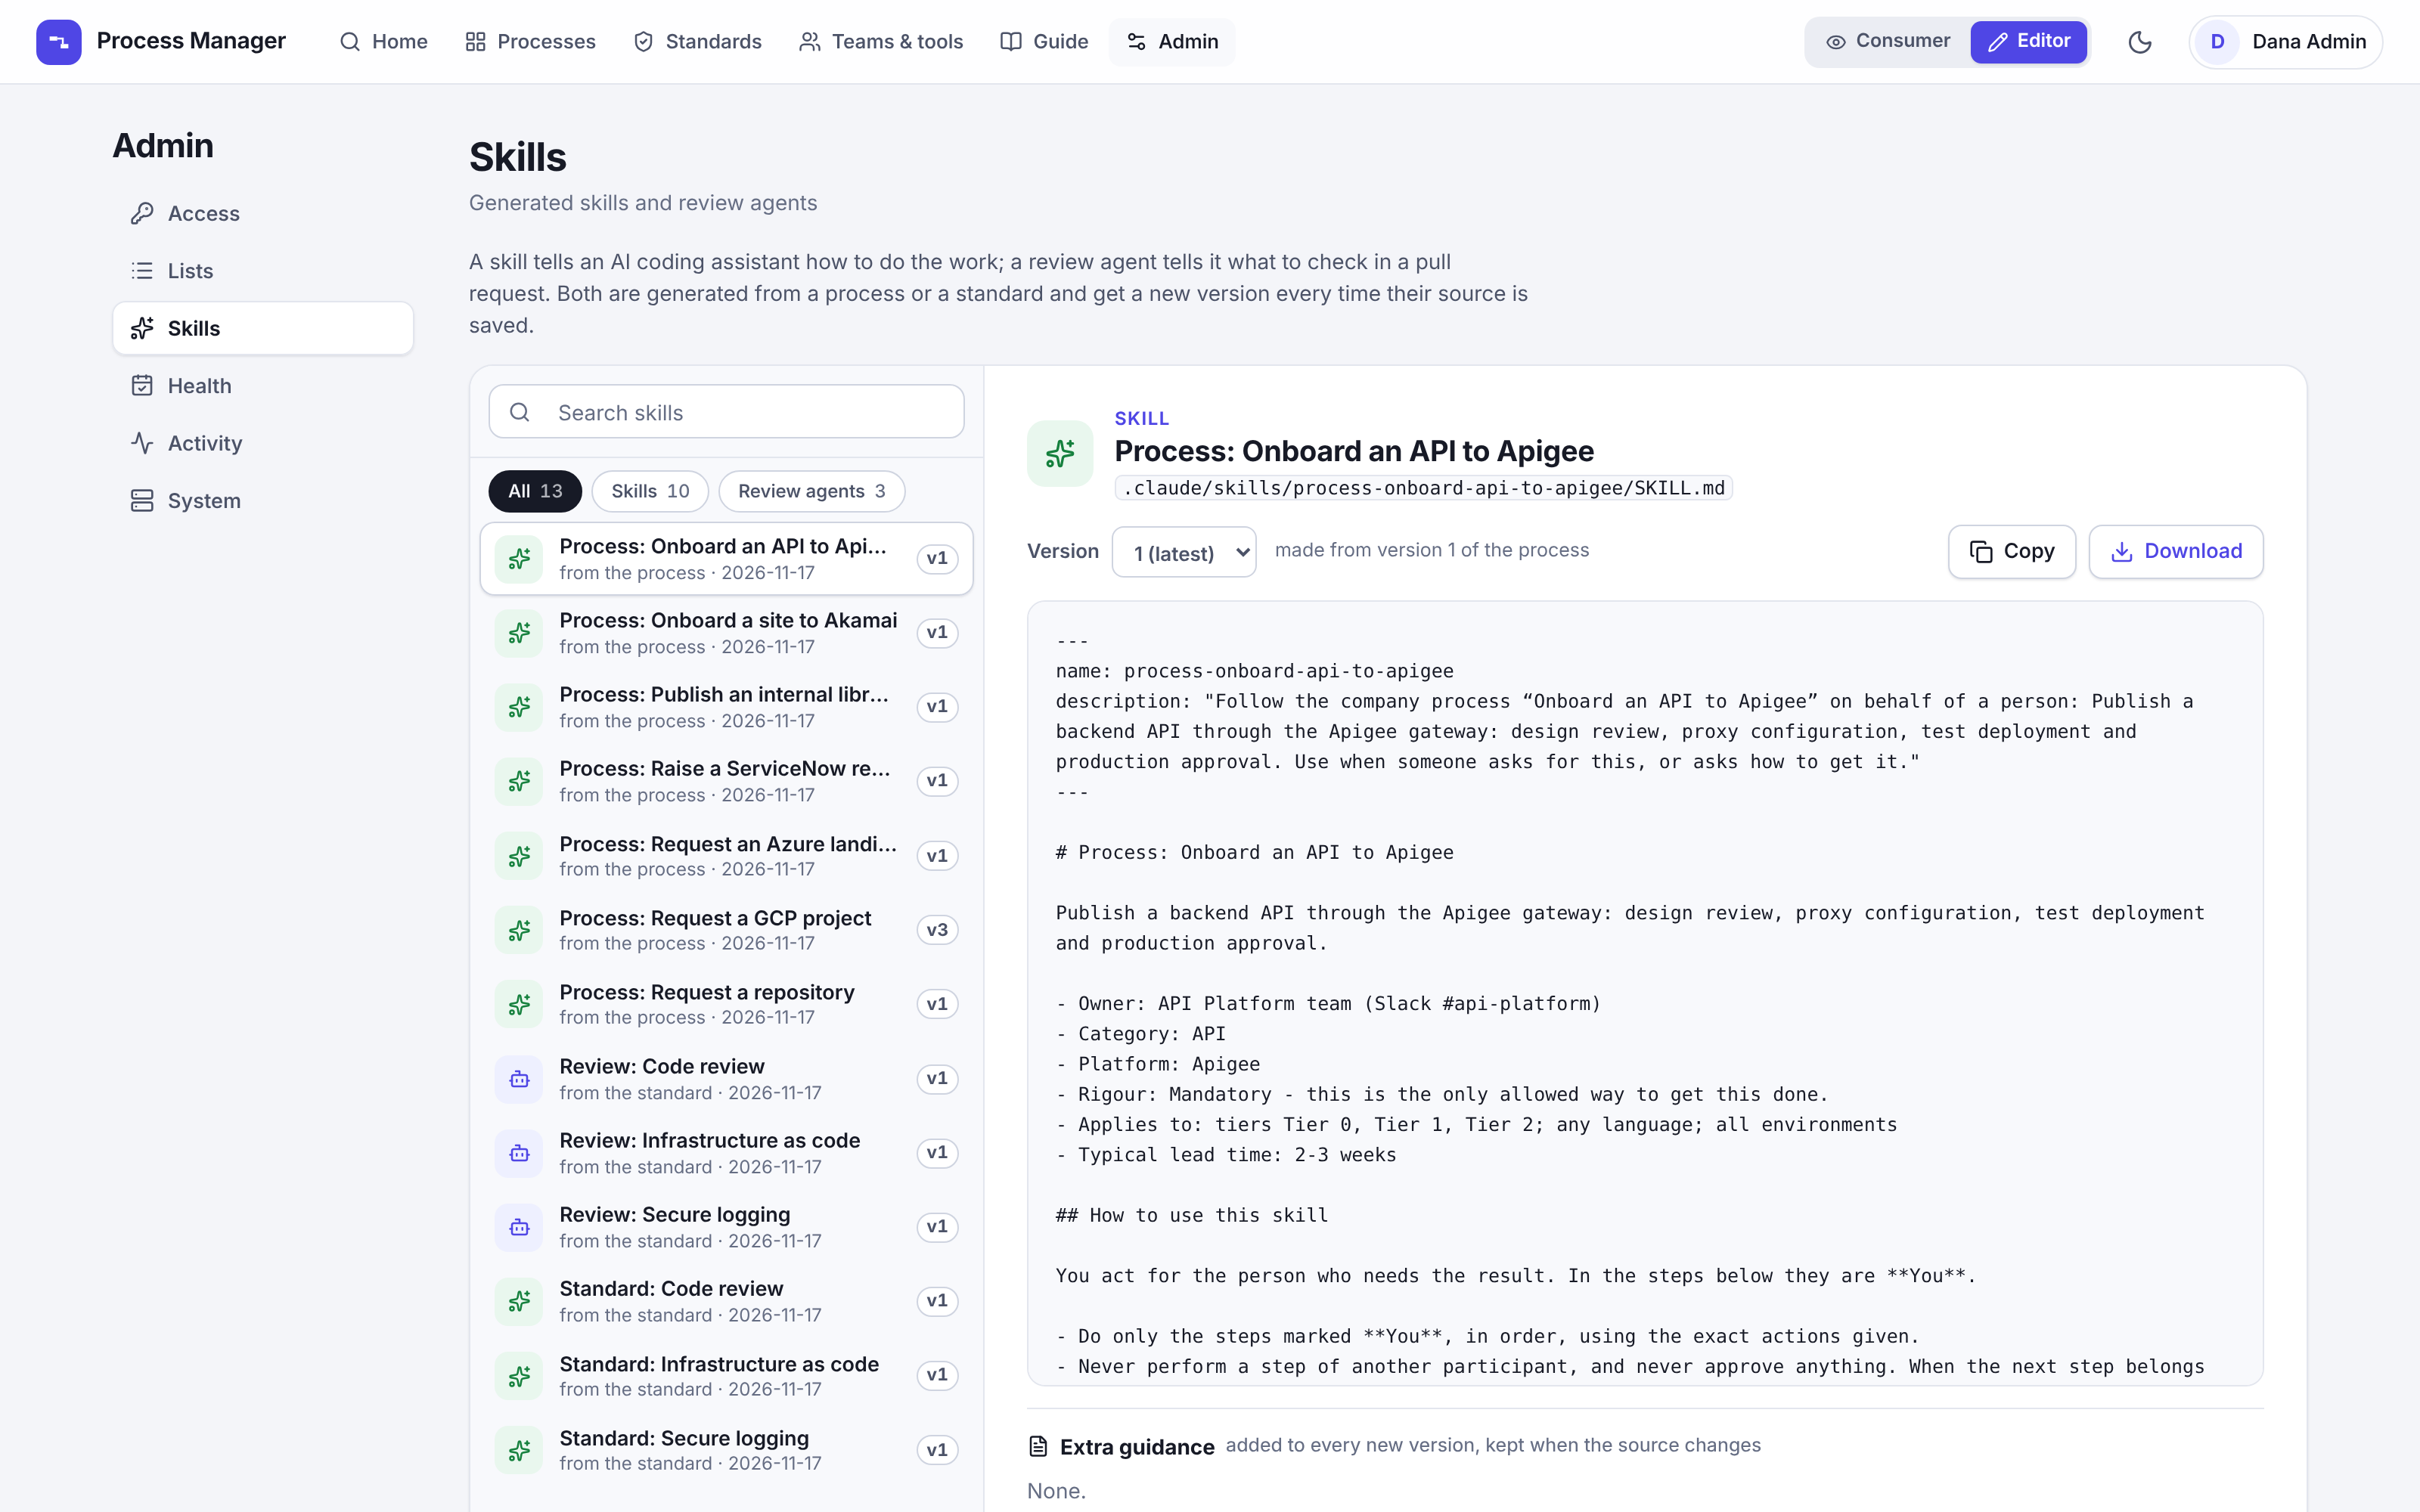 Process Manager
Home
Processes
Standards
Teams & tools
Guide
Admin
Consumer
Editor
D
Dana Admin
Admin
Access
Lists
Skills
Health
Activity
System
Skills
Generated skills and review agents
A skill tells an AI coding assistant how to do the work; a review agent tells it what to check in a pull
request. Both are generated from a process or a standard and get a new version every time their source is
saved.
Search skills
All 13
Skills 10
Review agents 3
Process: Onboard an API to Api...
from the process · 2026-11-17
v1
Process: Onboard a site to Akamai
from the process · 2026-11-17
v1
Process: Publish an internal libr...
from the process · 2026-11-17
v1
Process: Raise a ServiceNow re...
from the process · 2026-11-17
v1
Process: Request an Azure landi...
from the process · 2026-11-17
v1
Process: Request a GCP project
from the process · 2026-11-17
v3
Process: Request a repository
from the process · 2026-11-17
v1
Review: Code review
from the standard · 2026-11-17
v1
Review: Infrastructure as code
from the standard · 2026-11-17
v1
Review: Secure logging
from the standard · 2026-11-17
v1
Standard: Code review
from the standard · 2026-11-17
v1
Standard: Infrastructure as code
from the standard · 2026-11-17
v1
Standard: Secure logging
from the standard · 2026-11-17
v1
SKILL
Process: Onboard an API to Apigee
.claude/skills/process-onboard-api-to-apigee/SKILL.md
Version
1 (latest)
made from version 1 of the process
Copy
Download
---
name: process-onboard-api-to-apigee
description: "Follow the company process “Onboard an API to Apigee” on behalf of a person: Publish a
backend API through the Apigee gateway: design review, proxy configuration, test deployment and
production approval. Use when someone asks for this, or asks how to get it."
---
# Process: Onboard an API to Apigee
Publish a backend API through the Apigee gateway: design review, proxy configuration, test deployment
and production approval.
- Owner: API Platform team (Slack #api-platform)
- Category: API
- Platform: Apigee
- Rigour: Mandatory - this is the only allowed way to get this done.
- Applies to: tiers Tier 0, Tier 1, Tier 2; any language; all environments
- Typical lead time: 2-3 weeks
## How to use this skill
You act for the person who needs the result. In the steps below they are **You**.
- Do only the steps marked **You**, in order, using the exact actions given.
- Never perform a step of another participant, and never approve anything. When the next step belongs
Extra guidance
added to every new version, kept when the source changes
None.